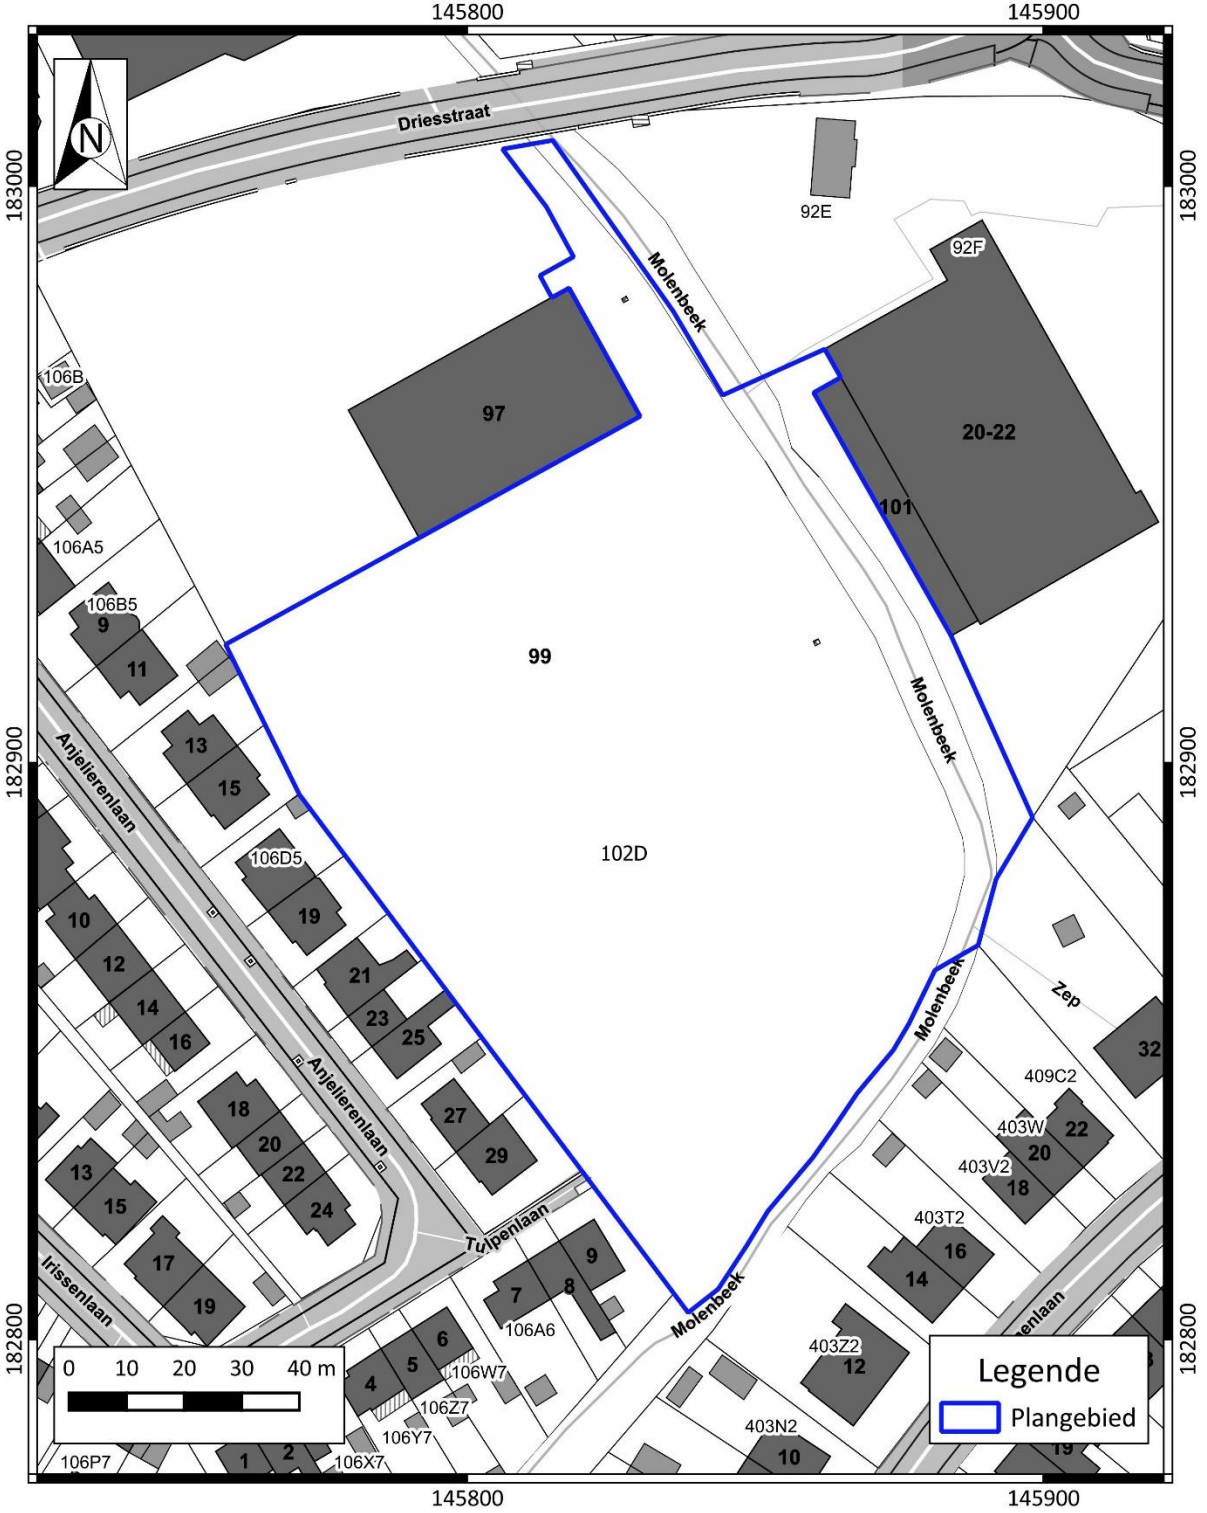 145800
145900
183000
183000
N
Driesstraat
92E
92F
Molenbeek
106B
97
20-22
101
106A5
106B5
9
11
99
Molenbeek
13
15
Anjelierenlaan
182900
182900
102D
106D5
19
10
12
14
16
21
23
25
Molenbeek
Zep
32
409C2
403W
22
20
403V2
18
Anjelierenlaan
18
20
22
24
27
29
13
15
17
19
Irissenlaan
Tulpenlaan
9
8
7
106A6
403T2
16
14
Molenbeek
182800
182800
403Z2
12
6
5
4
106W7
106Z7
106Y7
106X7
106P7
1
2
403N2
10
19
0 10 20 30 40 m
Legende
Plangebied
145800
145900